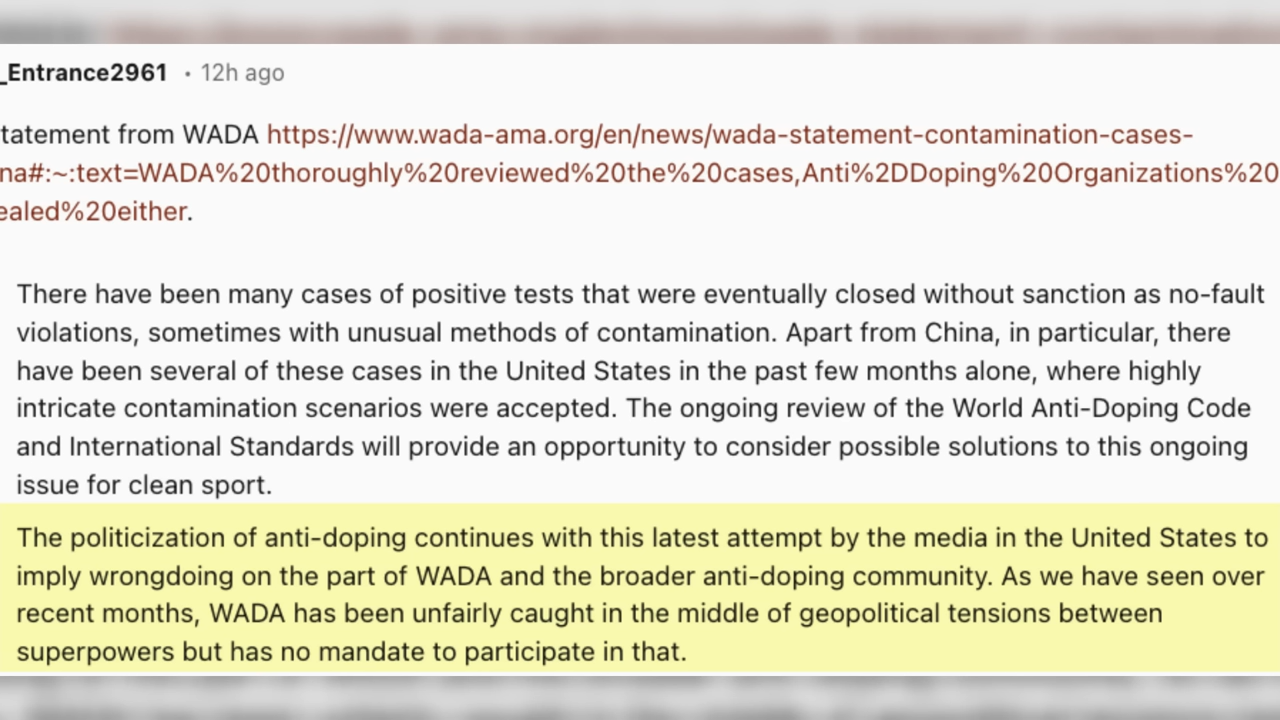 _Entrance2961 • 12h ago
tatement from WADA https://www.wada-ama.org/en/news/wada-statement-contamination-cases-
na#:~:text=WADA%20thoroughly%20reviewed%20the%20cases,Anti%2DDoping%20Organizations%20
ealed%20either.
There have been many cases of positive tests that were eventually closed without sanction as no-fault
violations, sometimes with unusual methods of contamination. Apart from China, in particular, there
have been several of these cases in the United States in the past few months alone, where highly
intricate contamination scenarios were accepted. The ongoing review of the World Anti-Doping Code
and International Standards will provide an opportunity to consider possible solutions to this ongoing
issue for clean sport.
The politicization of anti-doping continues with this latest attempt by the media in the United States to
imply wrongdoing on the part of WADA and the broader anti-doping community. As we have seen over
recent months, WADA has been unfairly caught in the middle of geopolitical tensions between
superpowers but has no mandate to participate in that.